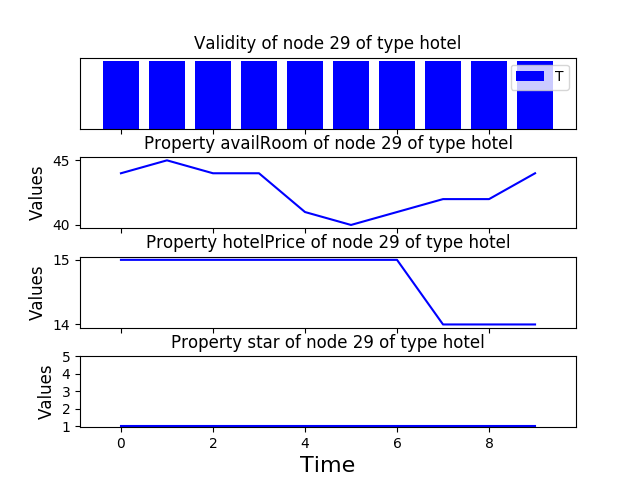 Validity of node 29 of type hotel
T
Property availRoom of node 29 of type hotel
45
40
Values
Property hotelPrice of node 29 of type hotel
15
14
Values
Property star of node 29 of type hotel
5
4
3
2
1
Values
0 2 4 6 8
Time